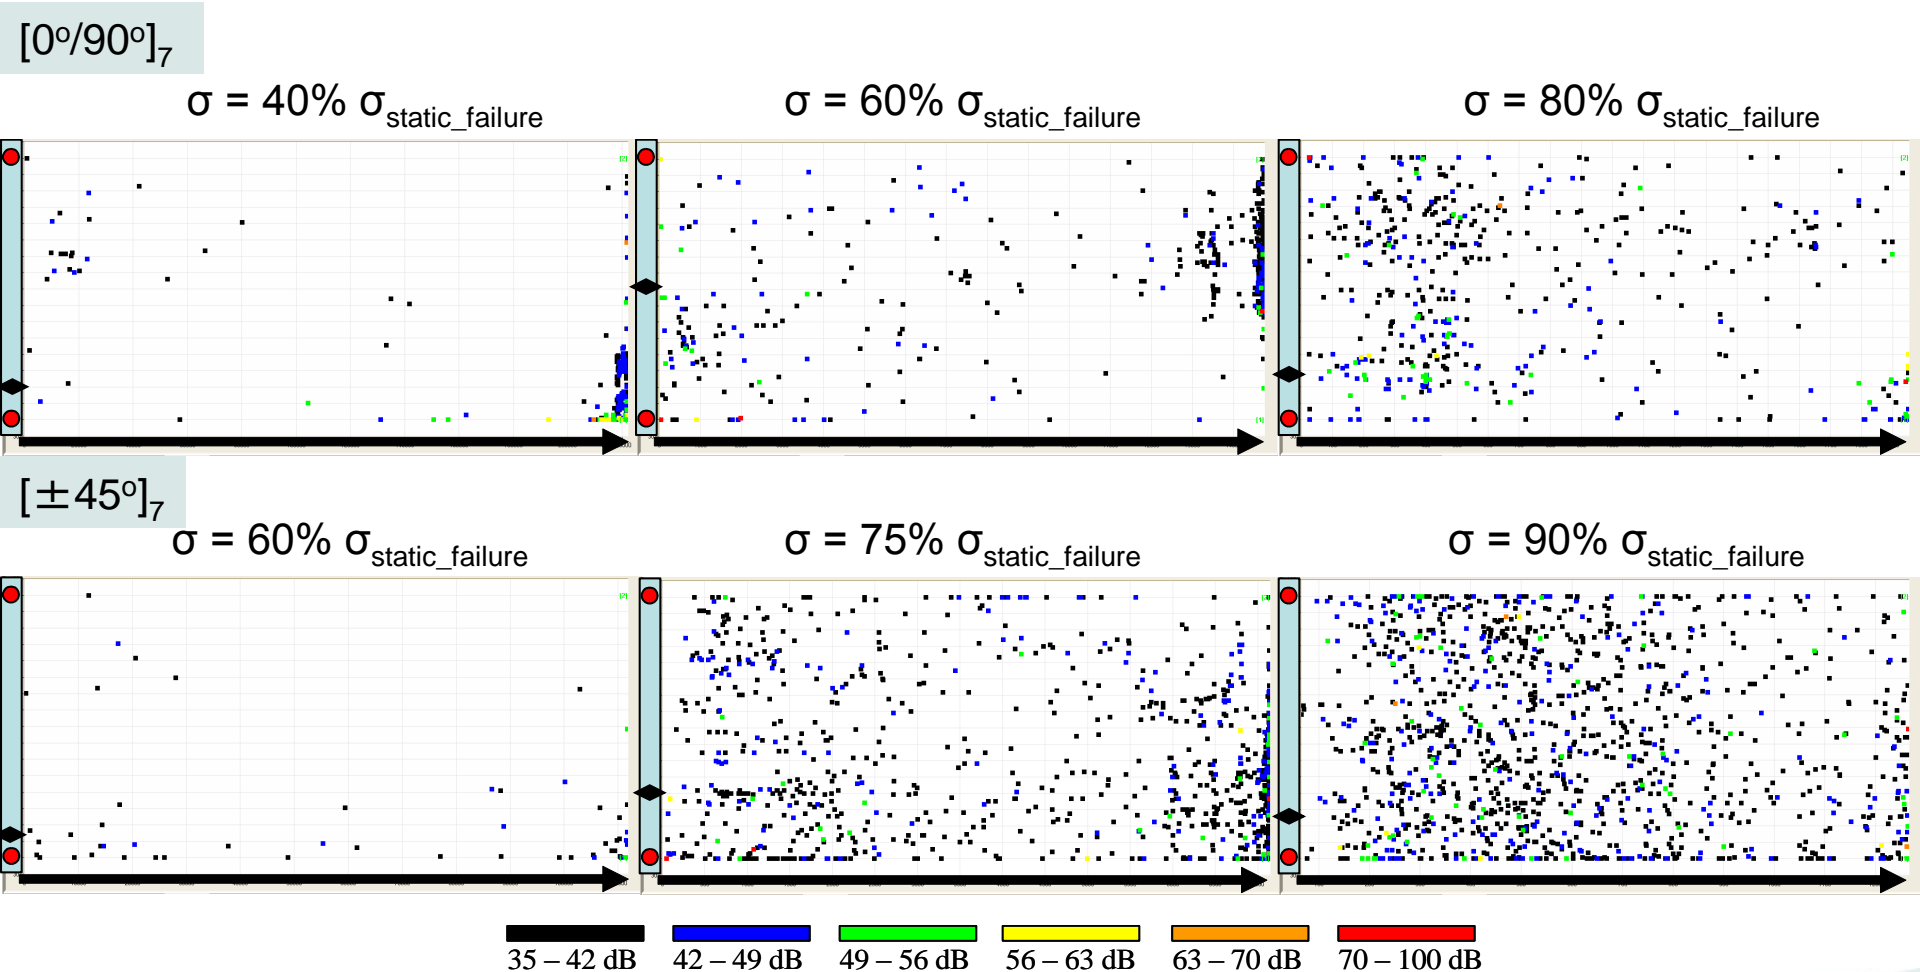 [0º/90º]₇
σ = 40% σstatic_failure
σ = 60% σstatic_failure
σ = 80% σstatic_failure
[±45º]₇
σ = 60% σstatic_failure
σ = 75% σstatic_failure
σ = 90% σstatic_failure
35 – 42 dB
42 – 49 dB
49 – 56 dB
56 – 63 dB
63 – 70 dB
70 – 100 dB